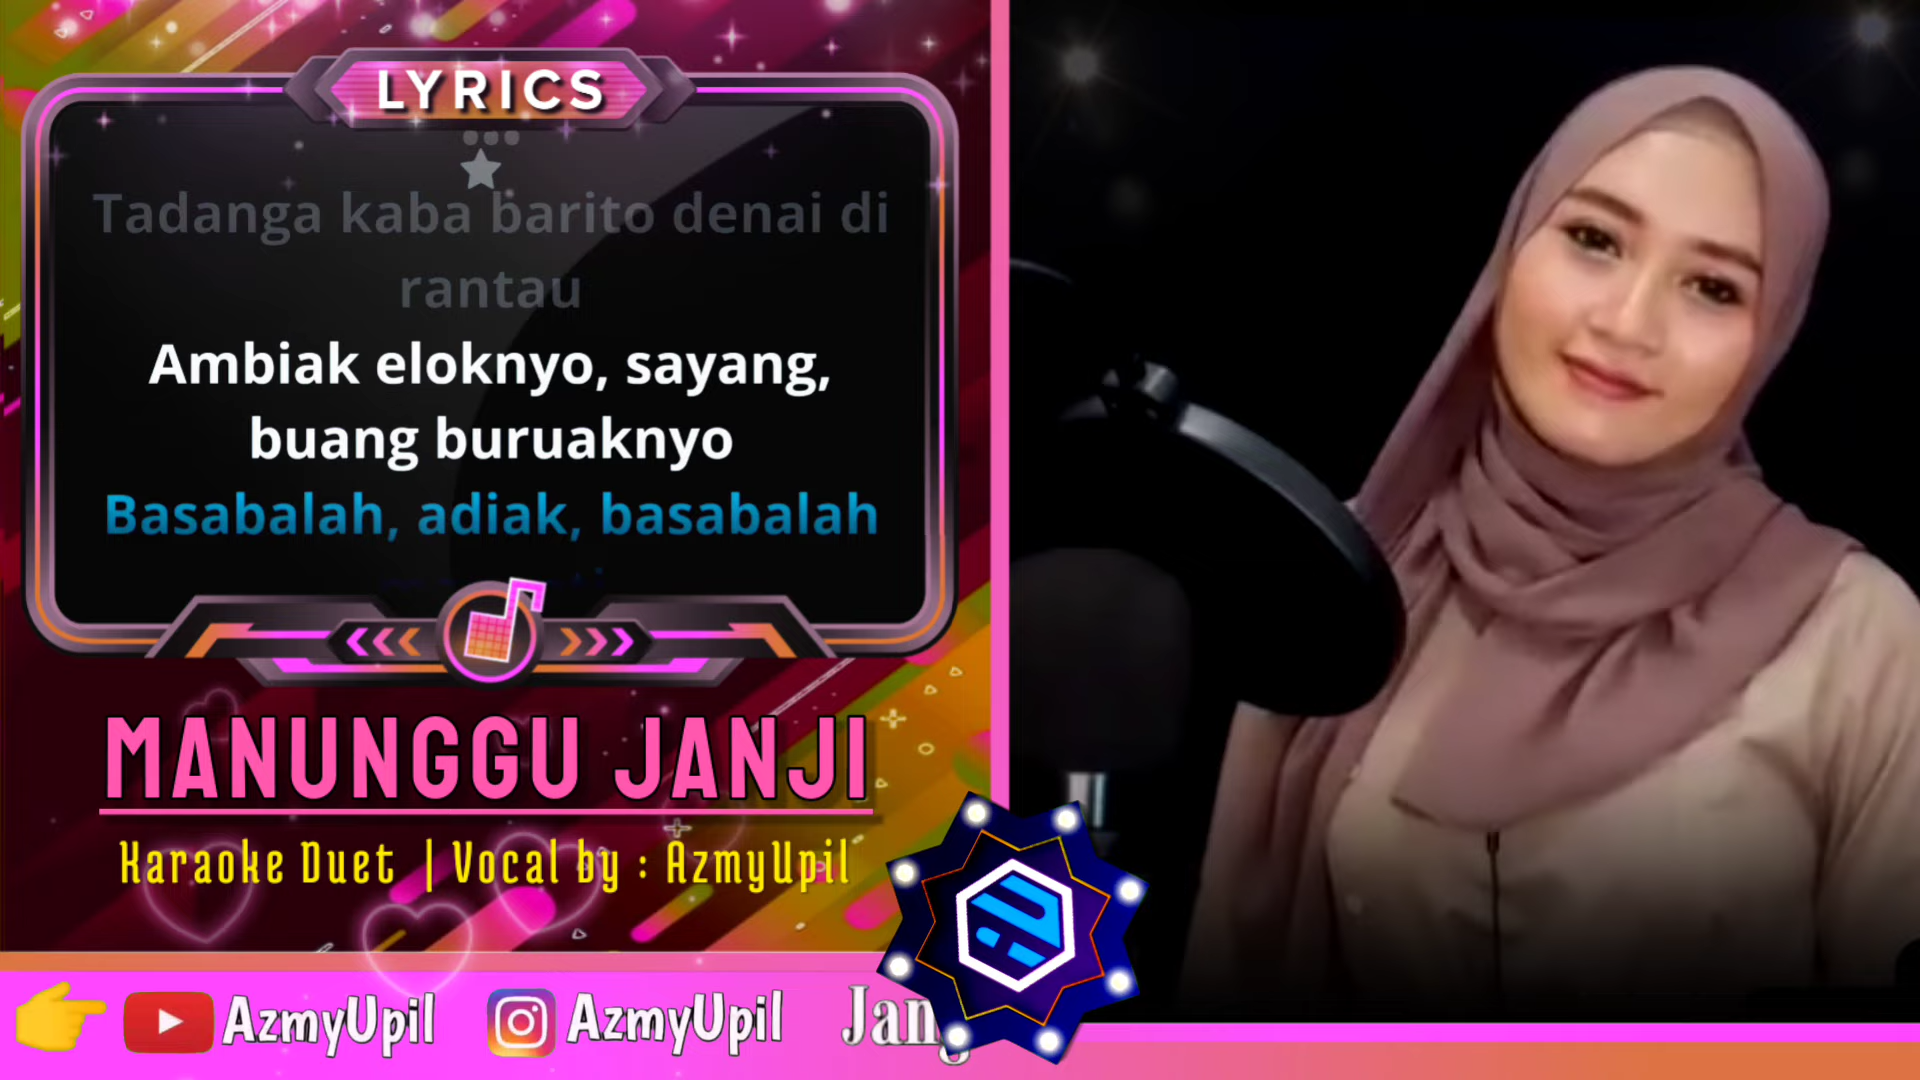 LYRICS
Tadanga kaba barito denai di
rantau
Ambiak eloknyo, sayang,
buang buruaknyo
Basabalah, adiak, basabalah
MANUNGGU JANJI
Karaoke Duet | Vocal by : AzmyUpil
AzmyUpil AzmyUpil Jang